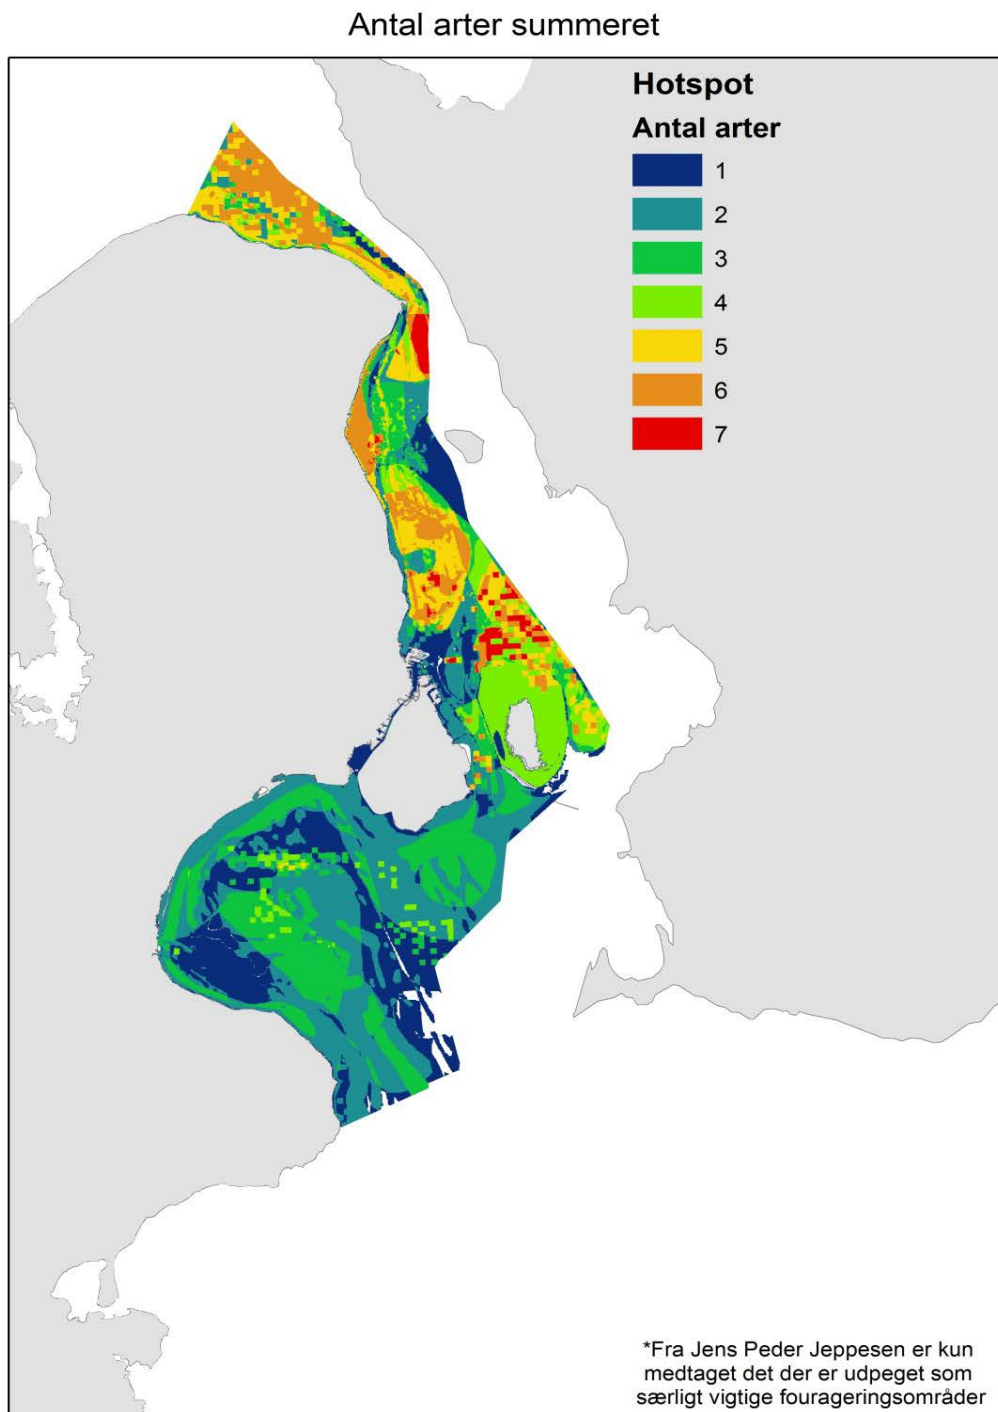 Antal arter summeret
Hotspot
Antal arter
1
2
3
4
5
6
7
*Fra Jens Peder Jeppesen er kun
medtaget det der er udpeget som
særligt vigtige fourageringsområder